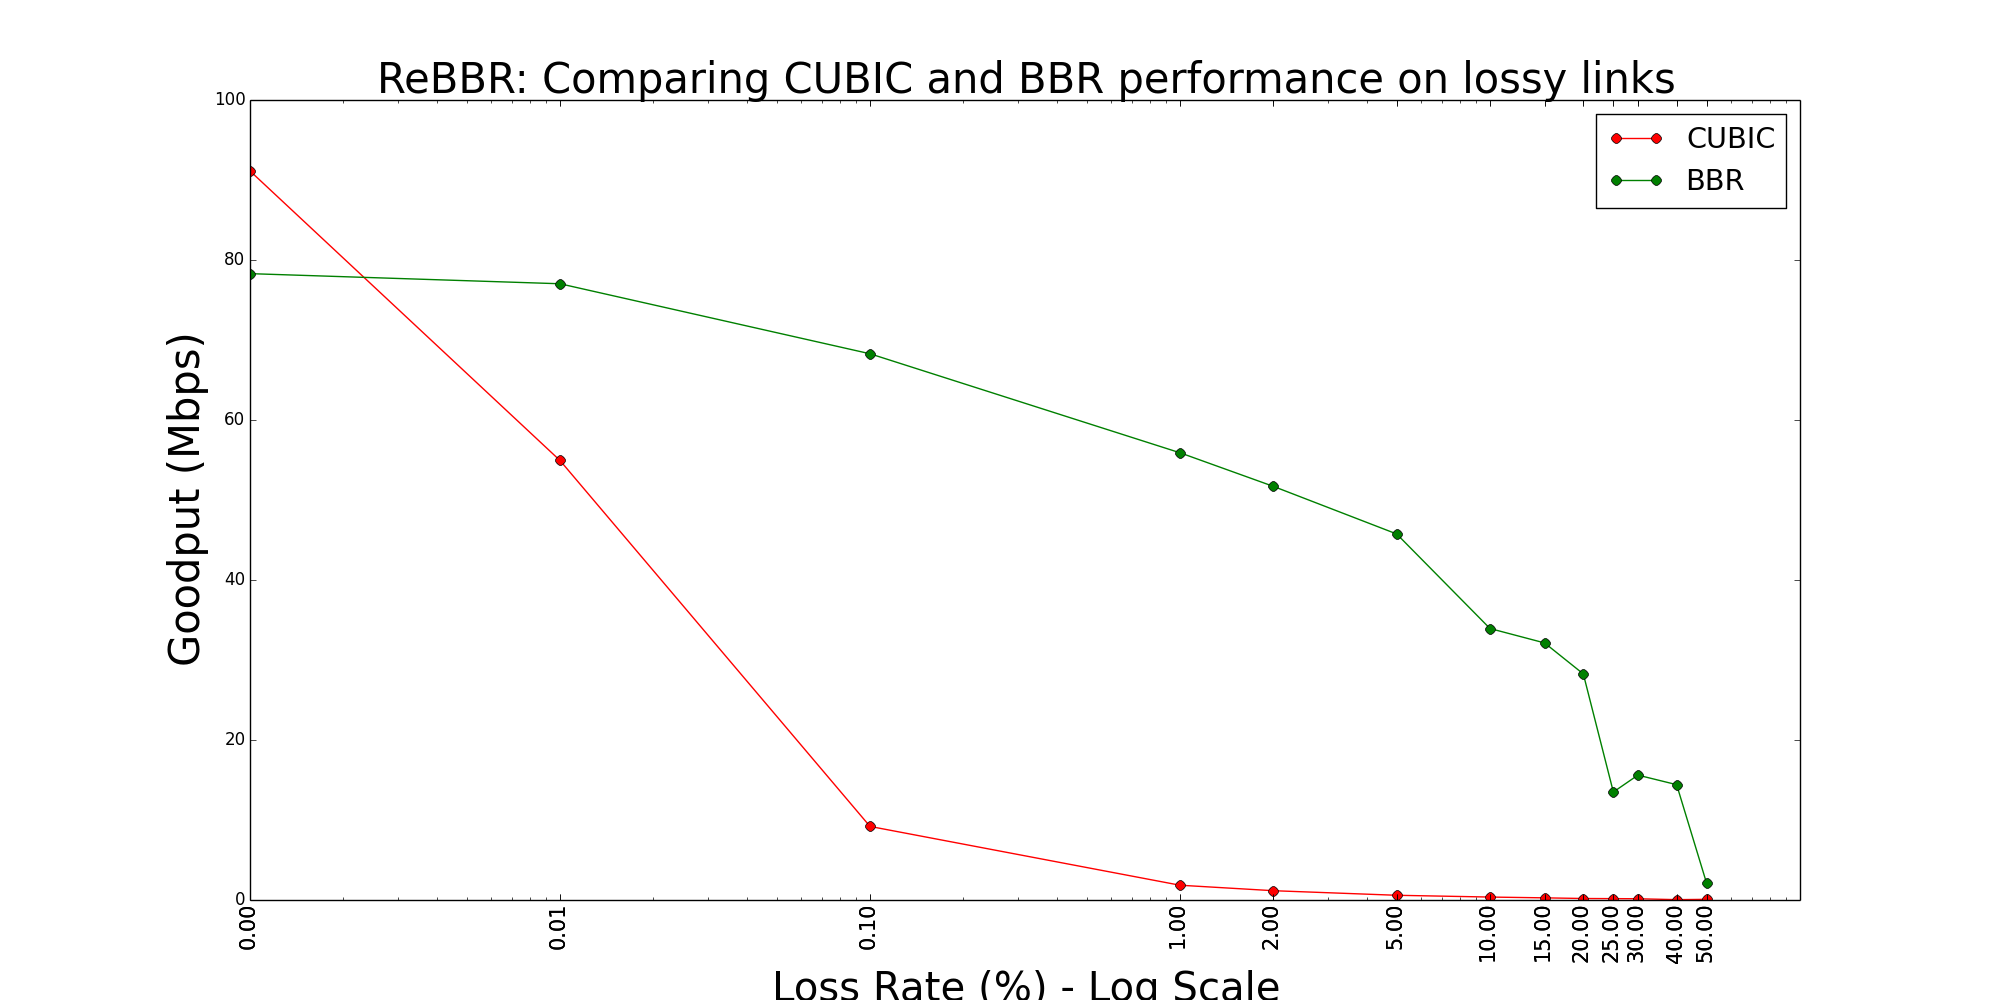 ReBBR: Comparing CUBIC and BBR performance on lossy links
100
80
60
40
20
0
Goodput (Mbps)
CUBIC
BBR
0.00 0.01 0.10 1.00 2.00 5.00 10.00 15.00 20.00 25.00 30.00 40.00 50.00
Loss Rate (%) - Log Scale